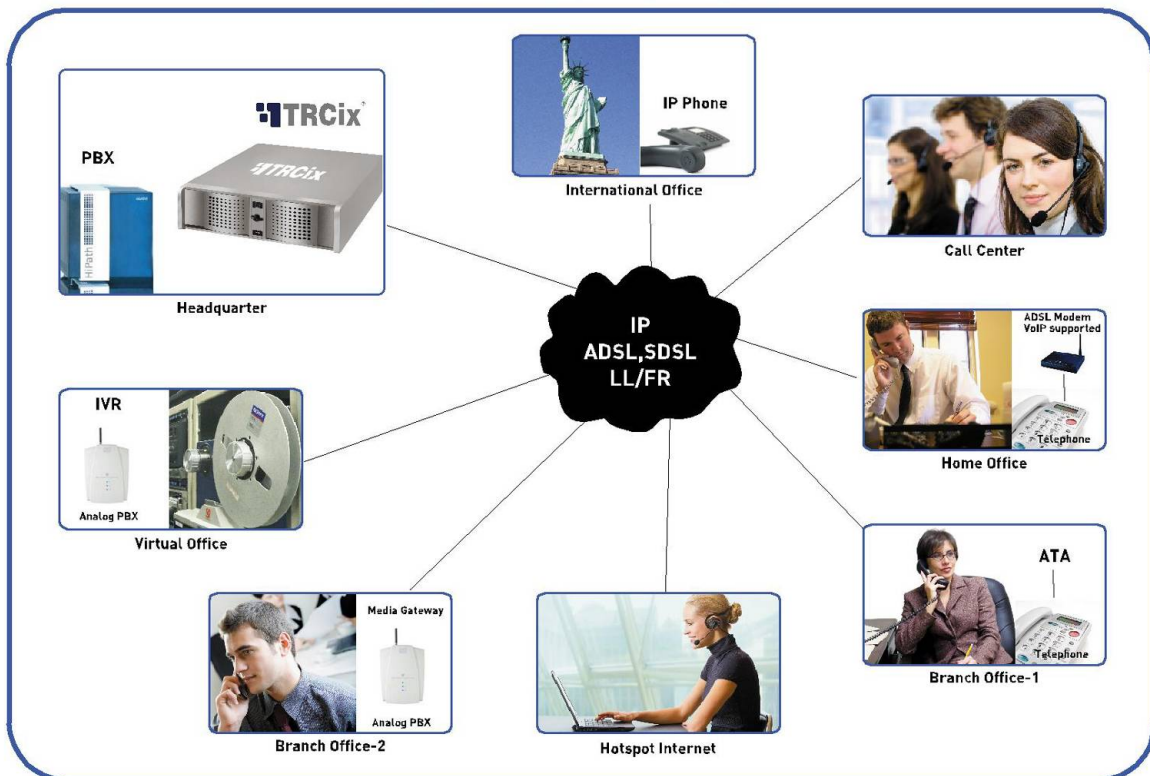 TRCix
PBX
TRCix
HiPath
Headquarter
IP Phone
International Office
Call Center
IP
ADSL,SDSL
LL/FR
ADSL Modem
VoIP supported
Telephone
Home Office
IVR
Analog PBX
Virtual Office
ATA
Telephone
Branch Office-1
Media Gateway
Analog PBX
Branch Office-2
Hotspot Internet